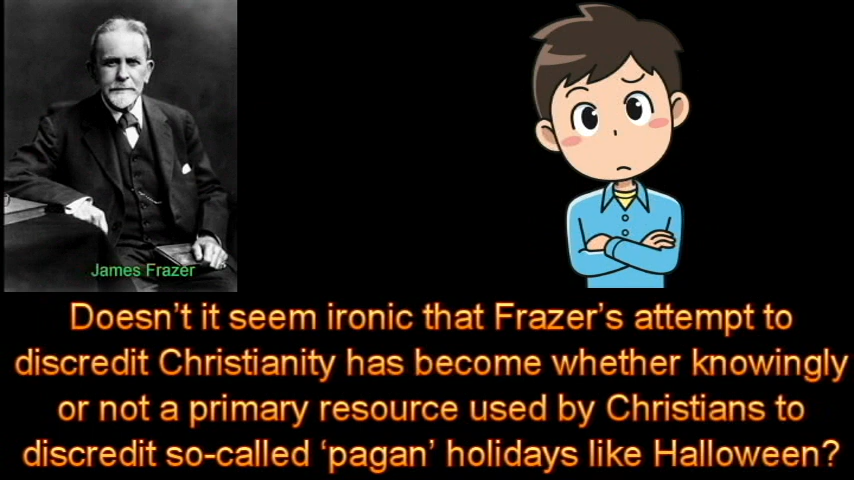 James Frazer
Doesn't it seem ironic that Frazer's attempt to
discredit Christianity has become whether knowingly
or not a primary resource used by Christians to
discredit so-called ‘pagan’ holidays like Halloween?